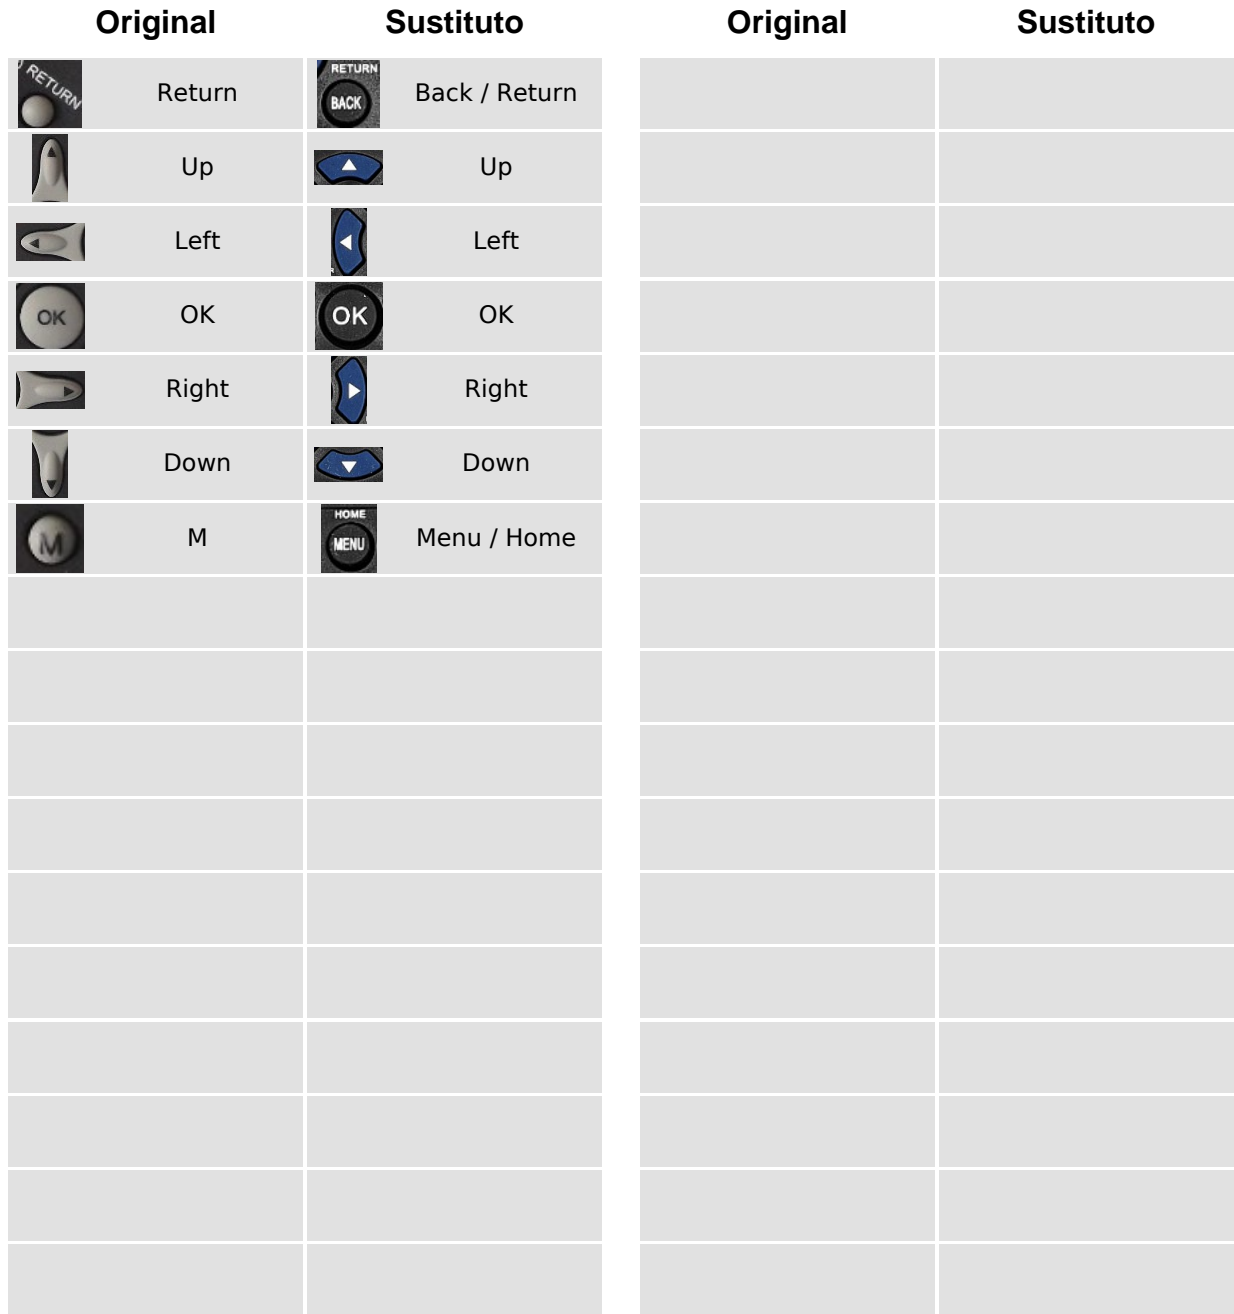 Original Sustituto Original Sustituto
RETURN Return RETURN BACK Back / Return
Up Up
Left Left
OK OK OK OK
Right Right
Down Down
M M HOME MENU Menu / Home